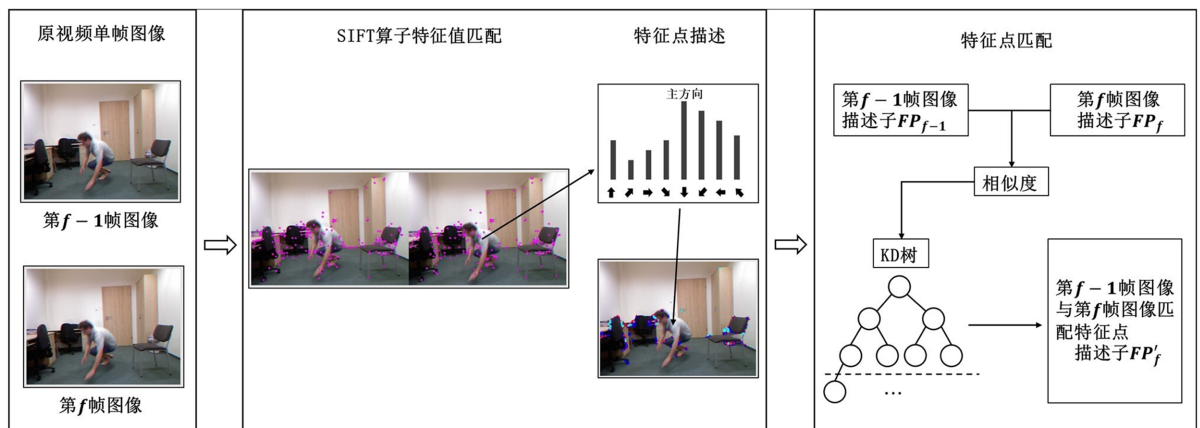 原视频单帧图像
第f−1帧图像
第f帧图像
SIFT算子特征值匹配
特征点描述
主方向
特征点匹配
第f−1帧图像
描述子FP_{f−1}
第f帧图像
描述子FP_f
相似度
KD树
...
第f−1帧图像
与第f帧图像匹
配特征点
描述子FP'_f